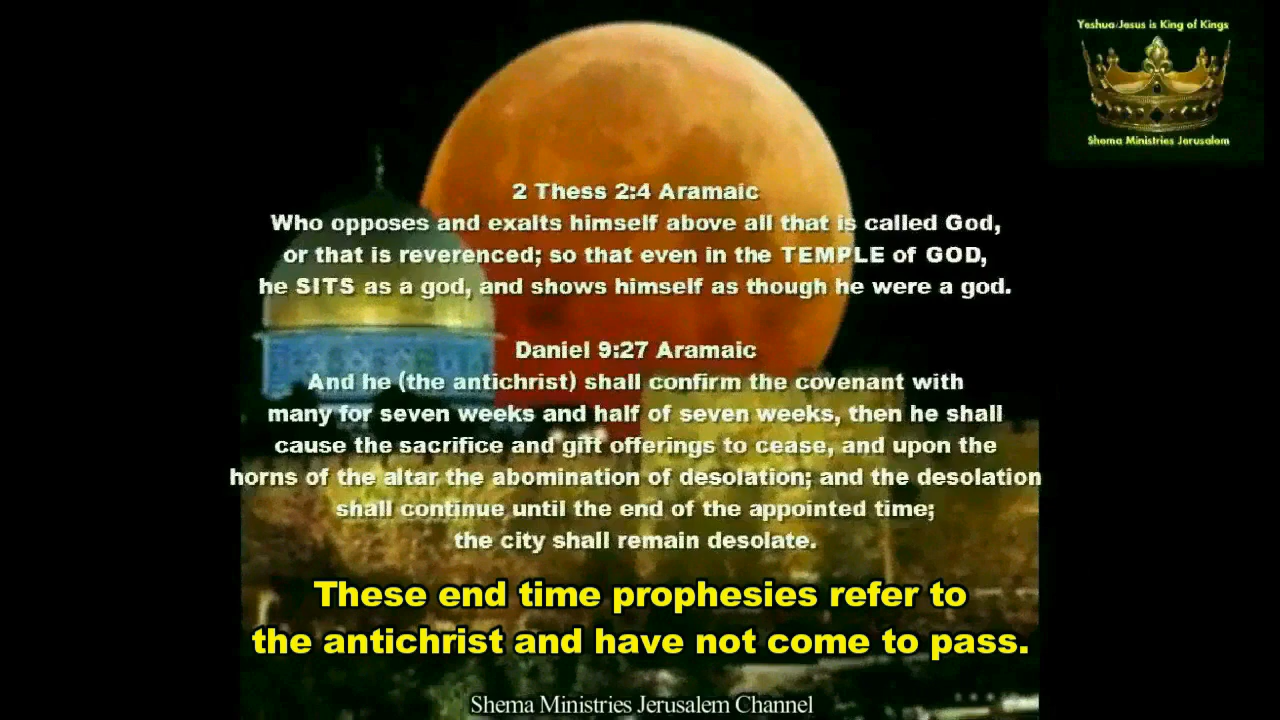 Yeshua/Jesus is King of Kings
Shema Ministries Jerusalem
2 Thess 2:4 Aramaic
Who opposes and exalts himself above all that is called God,
or that is reverenced; so that even in the TEMPLE of GOD,
he SITS as a god, and shows himself as though he were a god.
Daniel 9:27 Aramaic
And he (the antichrist) shall confirm the covenant with
many for seven weeks and half of seven weeks, then he shall
cause the sacrifice and gift offerings to cease, and upon the
horns of the altar the abomination of desolation; and the desolation
shall continue until the end of the appointed time;
the city shall remain desolate.
These end time prophesies refer to
the antichrist and have not come to pass.
Shema Ministries Jerusalem Channel